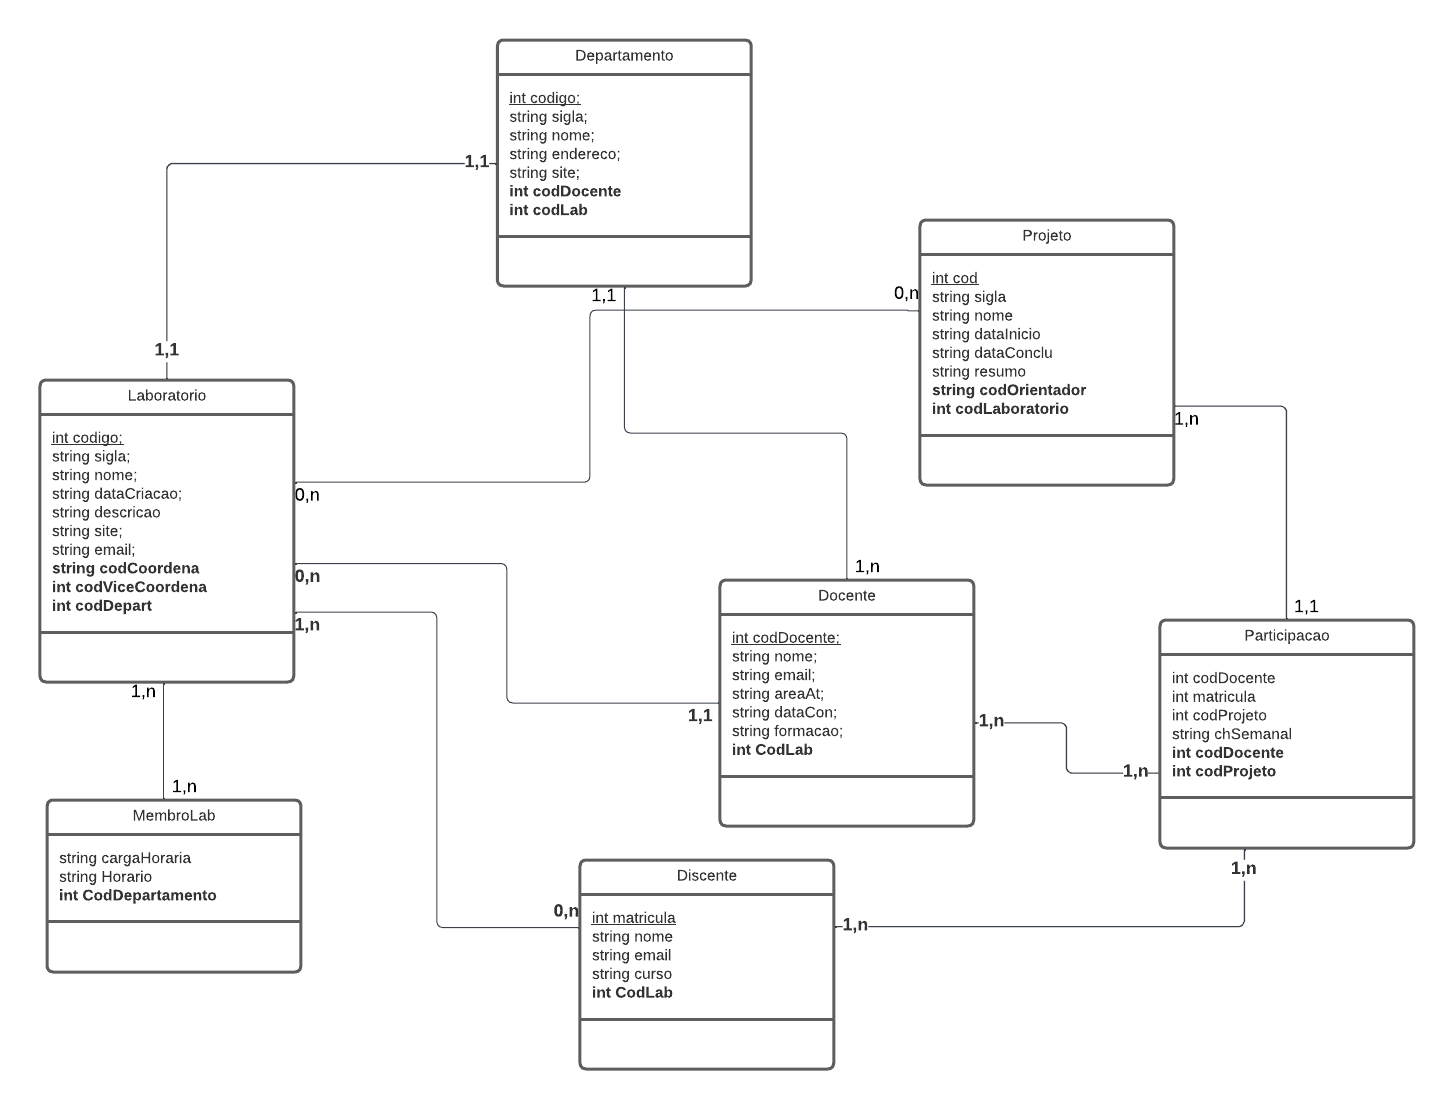 Departamento
int codigo;
string sigla;
string nome;
string endereco;
string site;
int codDocente
int codLab
1,1
1,1
1,1
Projeto
int cod
string sigla
string nome
string dataInicio
string dataConclu
string resumo
string codOrientador
int codLaboratorio
0,n
1,n
Laboratorio
int codigo;
string sigla;
string nome;
string dataCriacao;
string descricao
string site;
string email;
string codCoordena
int codViceCoordena
int codDepart
0,n
0,n
1,n
1,n
1,n
Docente
int codDocente;
string nome;
string email;
string areaAt;
string dataCon;
string formacao;
int CodLab
1,1
1,n
1,1
Participacao
int codDocente
int matricula
int codProjeto
string chSemanal
int codDocente
int codProjeto
1,n
1,n
1,n
MembroLab
string cargaHoraria
string Horario
int CodDepartamento
Discente
int matricula
string nome
string email
string curso
int CodLab
0,n
1,n